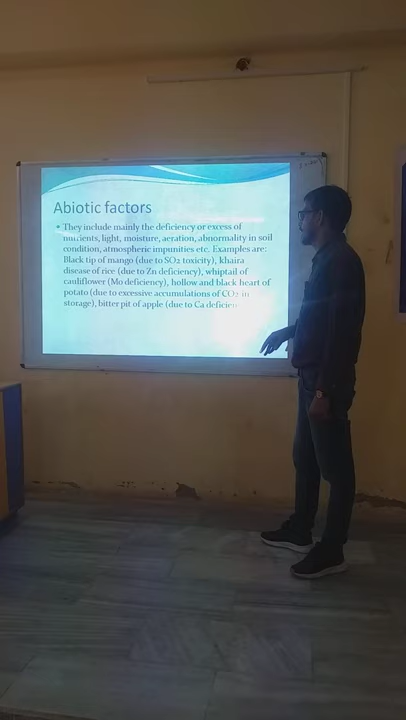 Abiotic factors
• They include mainly the deficiency or excess of
nutrients, light, moisture, aeration, abnormality in soil
condition, atmospheric impunities etc. Examples are:
Black tip of mango (due to SO2 toxicity), khaira
disease of rice (due to Zn deficiency), whiptail of
cauliflower (Mo deficiency), hollow and black heart of
potato (due to excessive accumulations of CO2 in
storage), bitter pit of apple (due to Ca